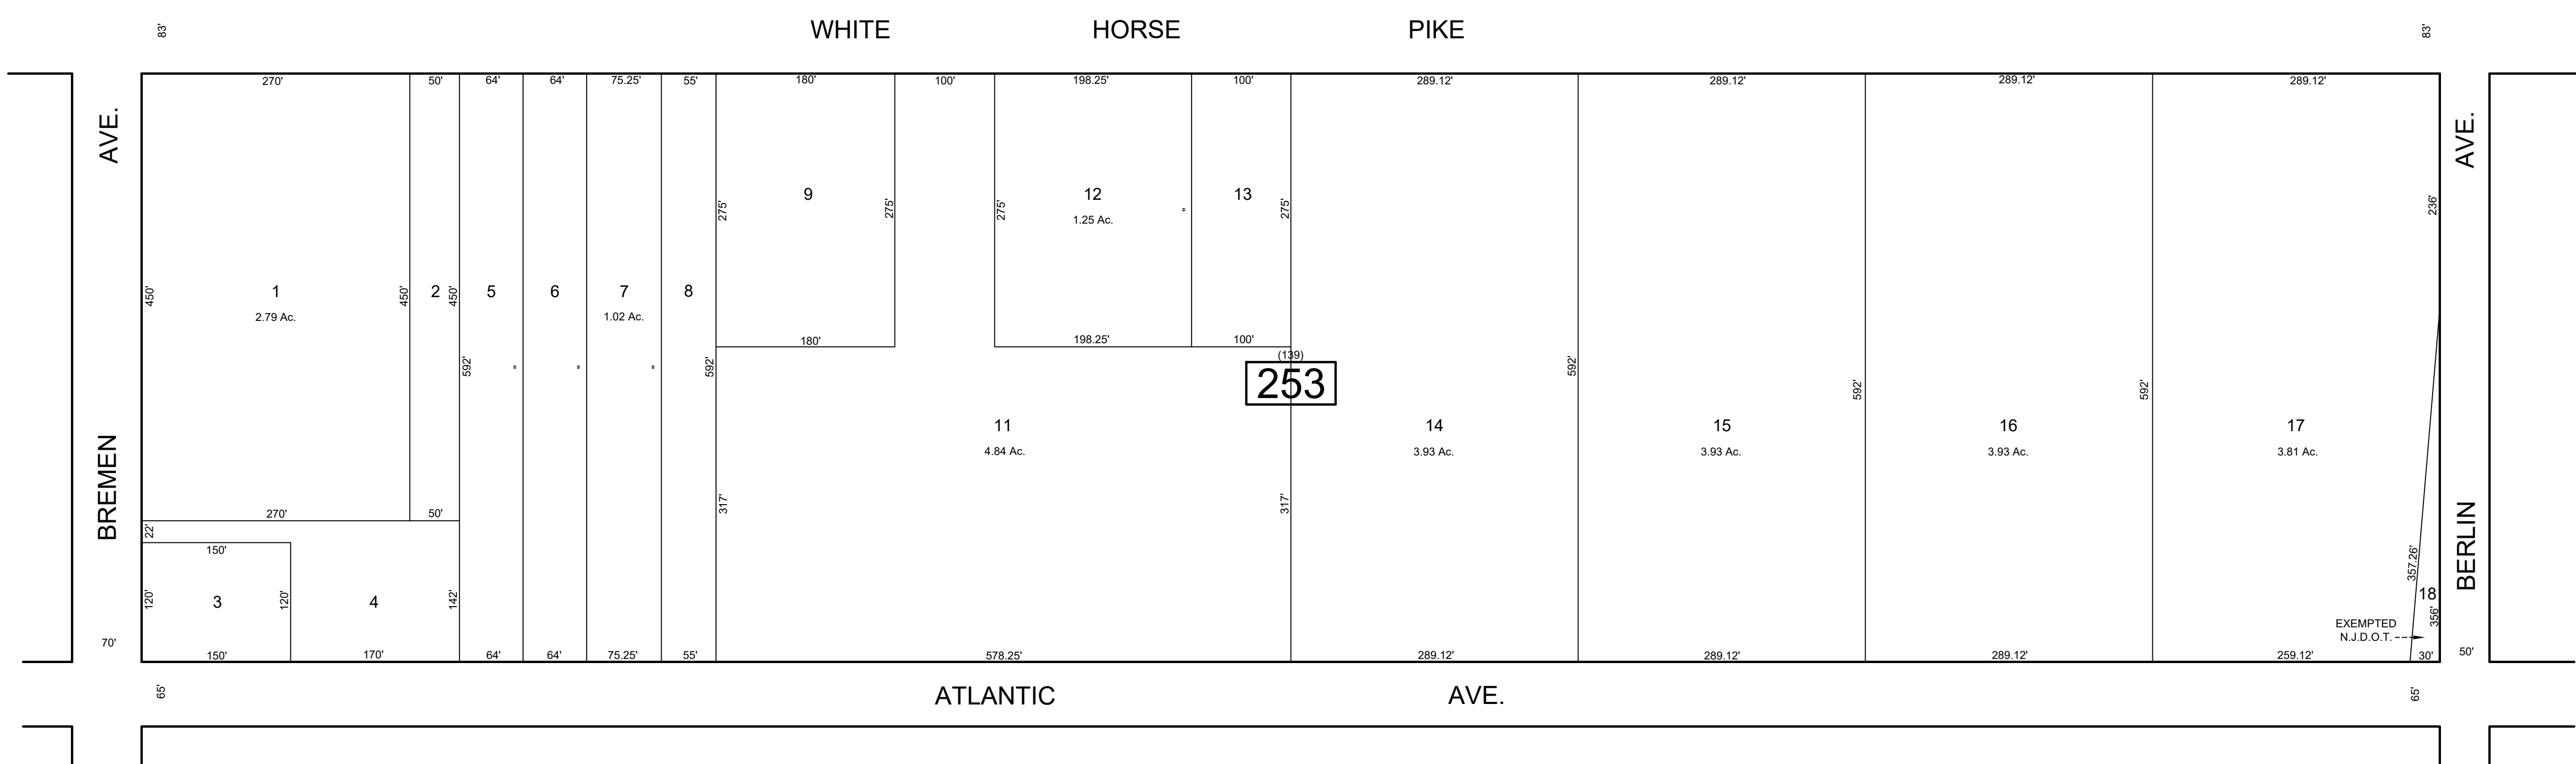 83'
WHITE HORSE PIKE
83'
270' 50' 64' 64' 75.25' 55' 180' 100' 198.25' 100' 289.12' 289.12' 289.12' 289.12'
AVE.
AVE.
9 12 13
1.25 Ac.
275' 275' 275' " 275' 236'
1 2 5 6 7 8
450' 450' 450'
2.79 Ac. 1.02 Ac.
180' 198.25' 100'
(139)
592' " " " 592' 592' 592' 592'
253
11 14 15 16 17
4.84 Ac. 3.93 Ac. 3.93 Ac. 3.93 Ac. 3.81 Ac.
BREMEN
BERLIN
317' 317'
270' 50'
22'
150'
357.26'
3 4 18
120' 120' 142' 356'
EXEMPTED
N.J.D.O.T.
70' 50'
150' 170' 64' 64' 75.25' 55' 578.25' 289.12' 289.12' 289.12' 259.12' 30'
65'
ATLANTIC AVE.
65'